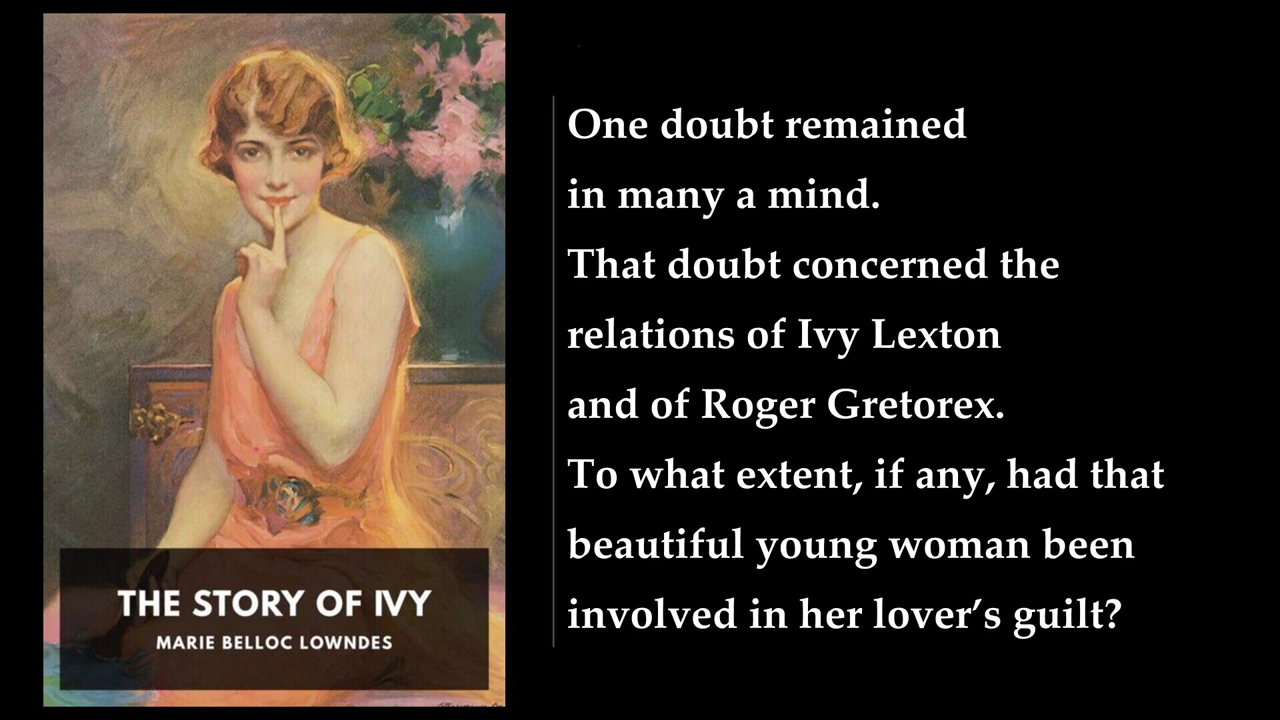 THE STORY OF IVY
MARIE BELLOC LOWNDES
One doubt remained
in many a mind.
That doubt concerned the
relations of Ivy Lexton
and of Roger Gretorex.
To what extent, if any, had that
beautiful young woman been
involved in her lover’s guilt?